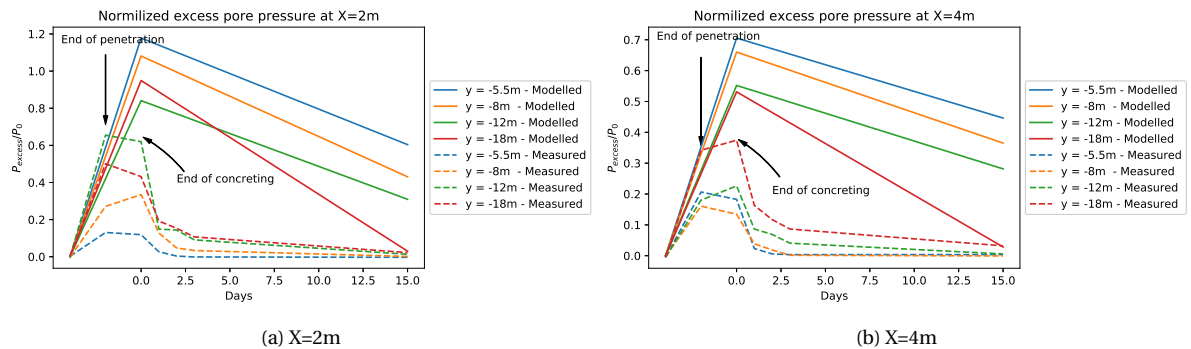 Normilized excess pore pressure at X=2m
End of penetration
End of concreting
P_excess/P_0
1.2
1.0
0.8
0.6
0.4
0.2
0.0
0.0 2.5 5.0 7.5 10.0 12.5 15.0
Days
y = -5.5m - Modelled
y = -8m - Modelled
y = -12m - Modelled
y = -18m - Modelled
y = -5.5m - Measured
y = -8m - Measured
y = -12m - Measured
y = -18m - Measured
(a) X=2m
Normilized excess pore pressure at X=4m
End of penetration
End of concreting
P_excess/P_0
0.7
0.6
0.5
0.4
0.3
0.2
0.1
0.0
0.0 2.5 5.0 7.5 10.0 12.5 15.0
Days
y = -5.5m - Modelled
y = -8m - Modelled
y = -12m - Modelled
y = -18m - Modelled
y = -5.5m - Measured
y = -8m - Measured
y = -12m - Measured
y = -18m - Measured
(b) X=4m